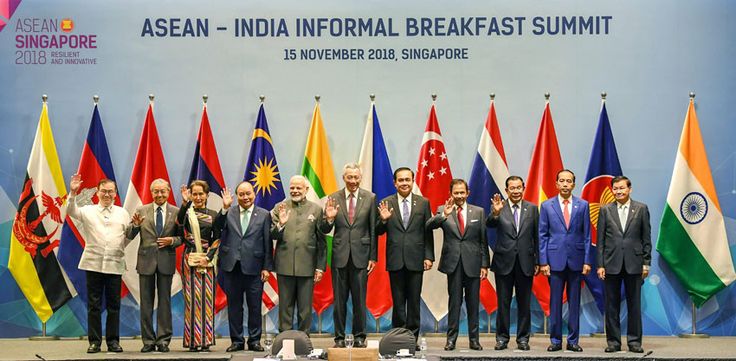 ASEAN
SINGAPORE
2018 RESILIENT
AND INNOVATIVE
ASEAN – INDIA INFORMAL BREAKFAST SUMMIT
15 NOVEMBER 2018, SINGAPORE